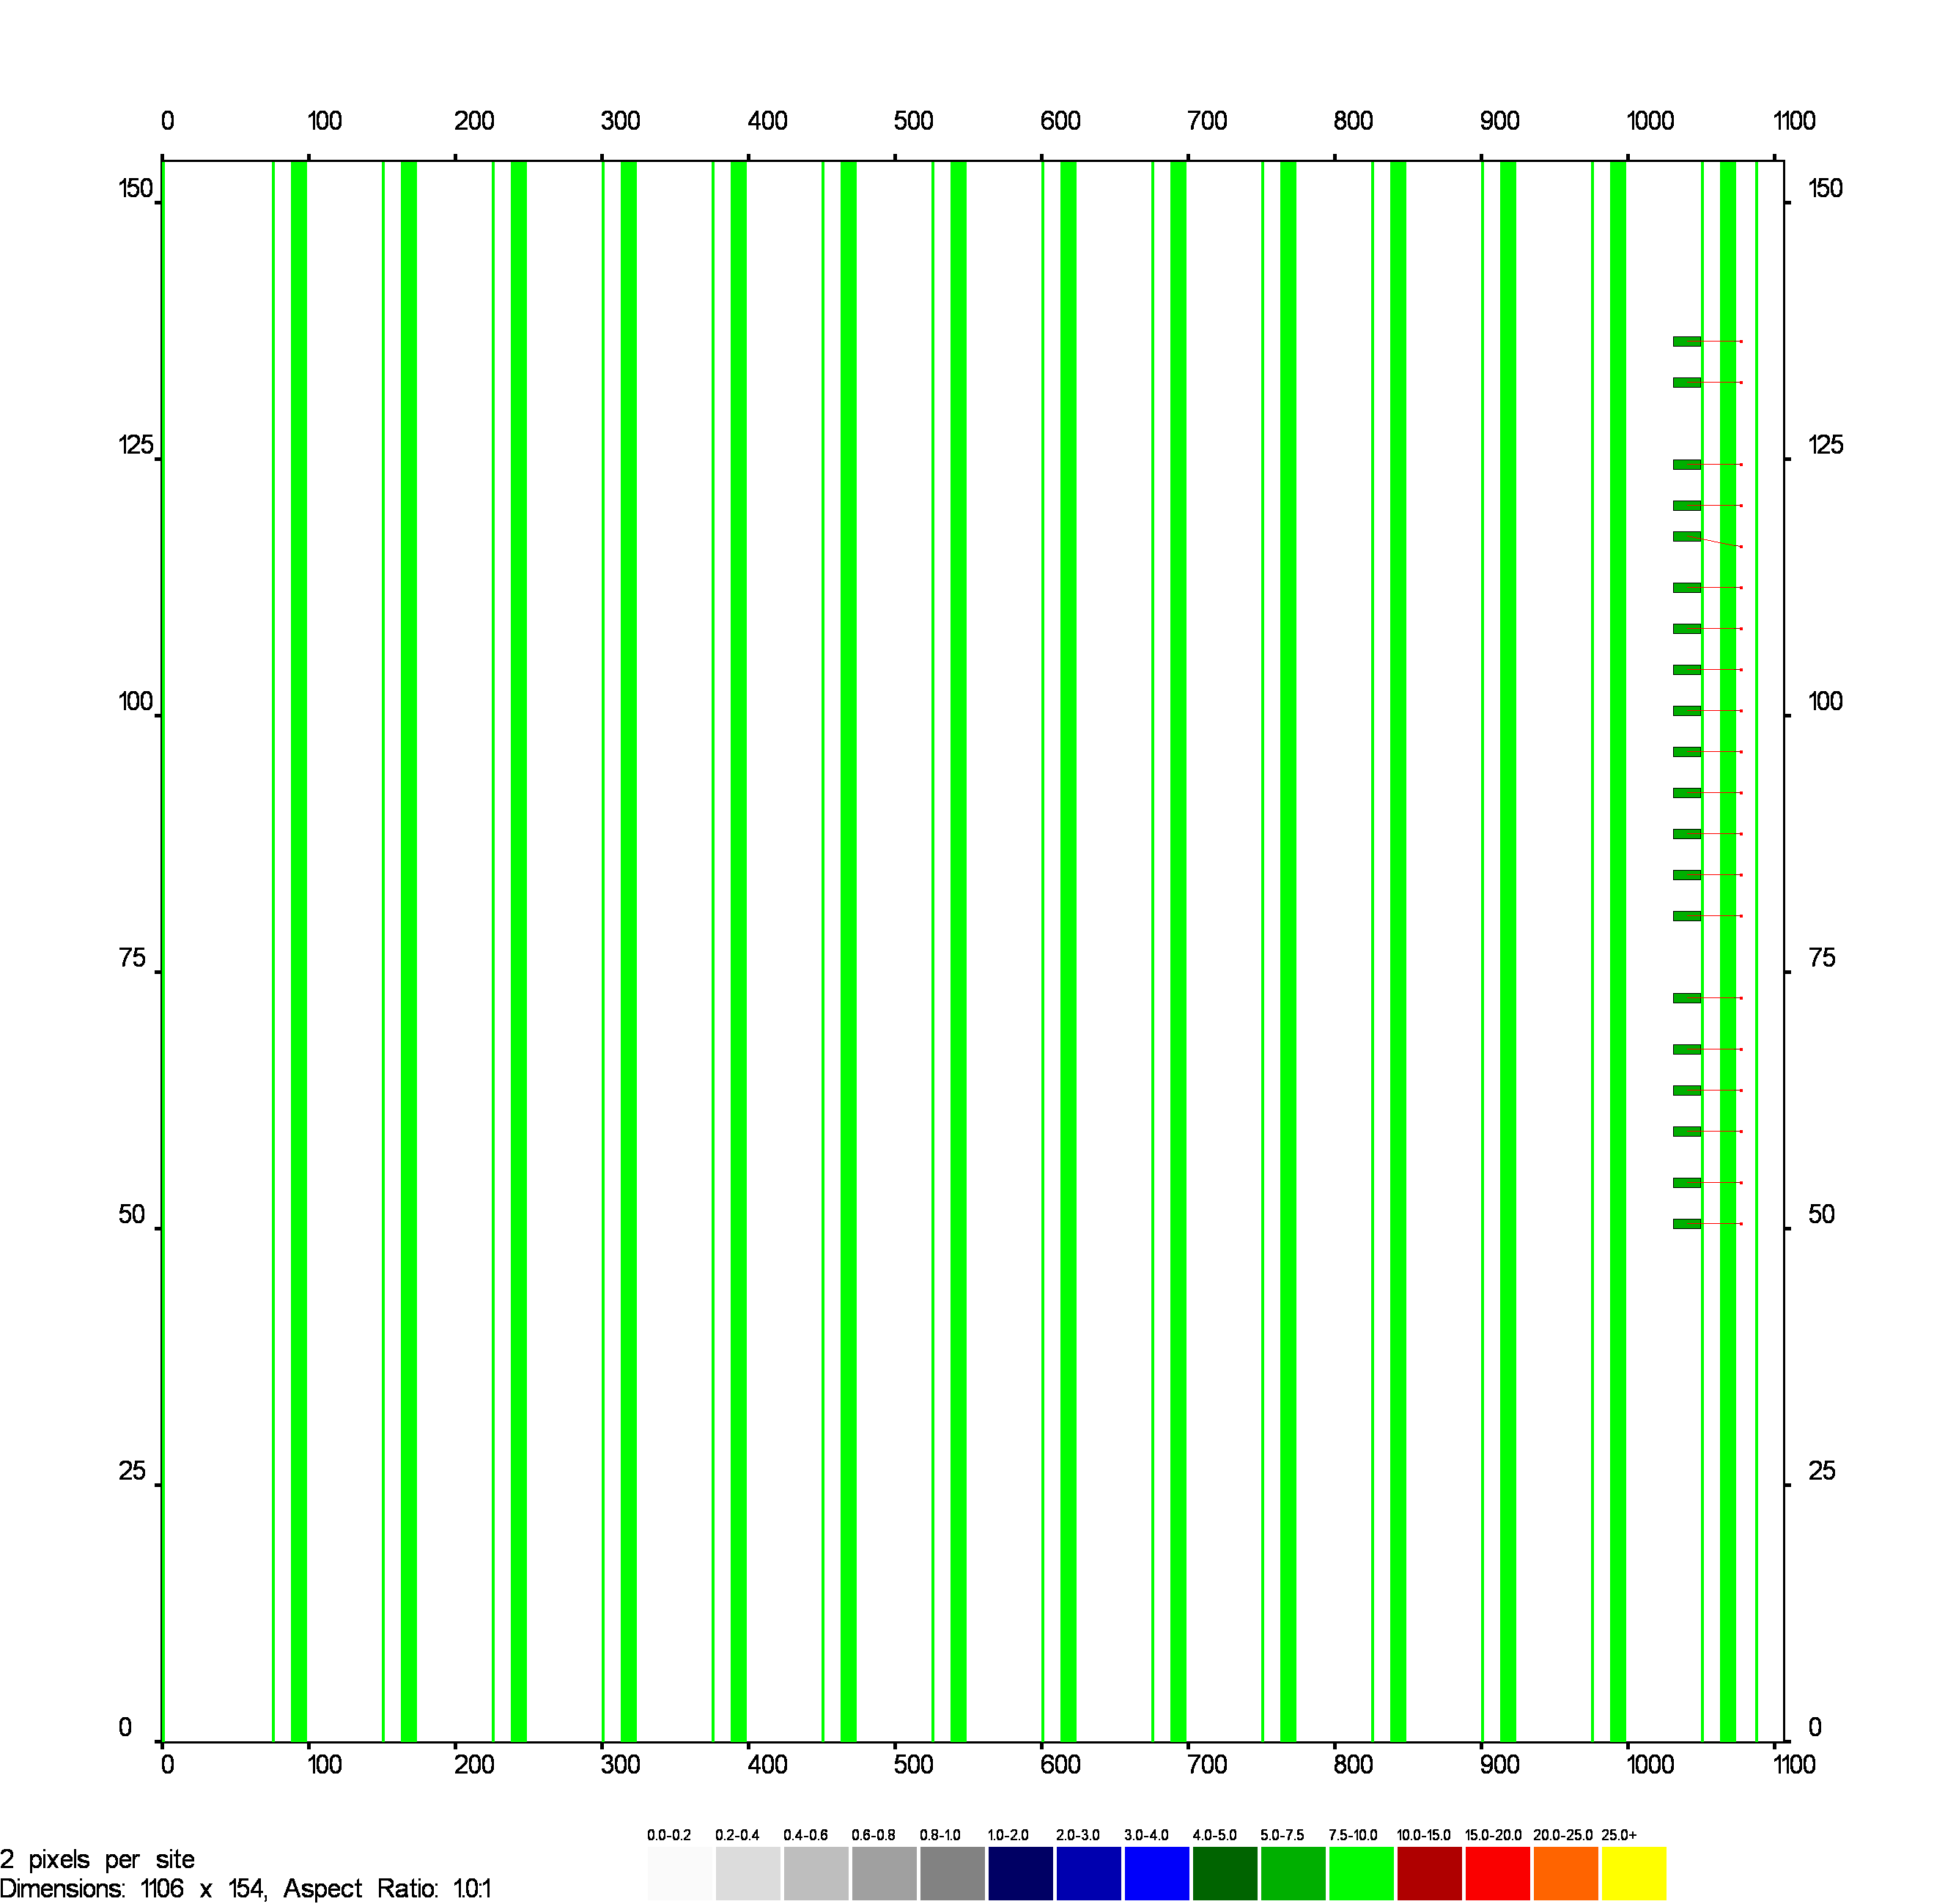 0 100 200 300 400 500 600 700 800 900 1000 1100
150 150
125 125
100 100
75 75
50 50
25 25
0 0
0 100 200 300 400 500 600 700 800 900 1000 1100
0.0-0.2 0.2-0.4 0.4-0.6 0.6-0.8 0.8-1.0 1.0-2.0 2.0-3.0 3.0-4.0 4.0-5.0 5.0-7.5 7.5-10.0 10.0-15.0 15.0-20.0 20.0-25.0 25.0+
2 pixels per site
Dimensions: 1106 x 154, Aspect Ratio: 1.0:1